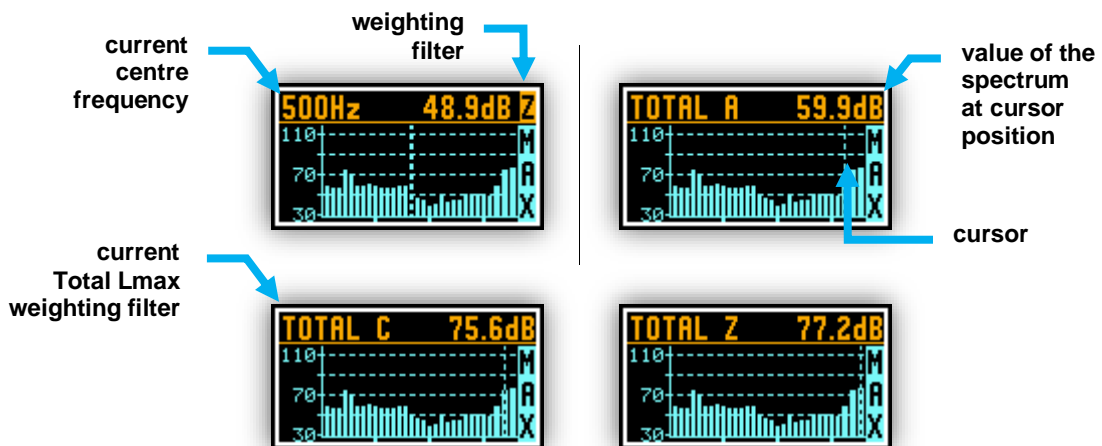 weighting
filter
current
centre
frequency
value of the
spectrum
at cursor
position
500Hz 48.9dB Z
110
70
30
MAX
TOTAL A 59.9dB
110
70
30
MAX
cursor
current
Total Lmax
weighting filter
TOTAL C 75.6dB
110
70
30
MAX
TOTAL Z 77.2dB
110
70
30
MAX